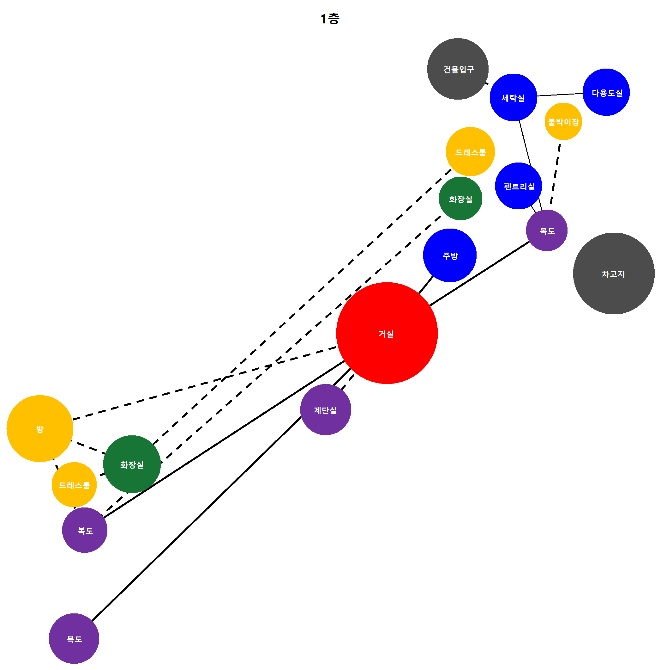 1층
건물입구
세탁실
다용도실
붙박이장
드레스룸
팬트리실
화장실
복도
주방
차고지
거실
계단실
방
화장실
드레스룸
복도
복도